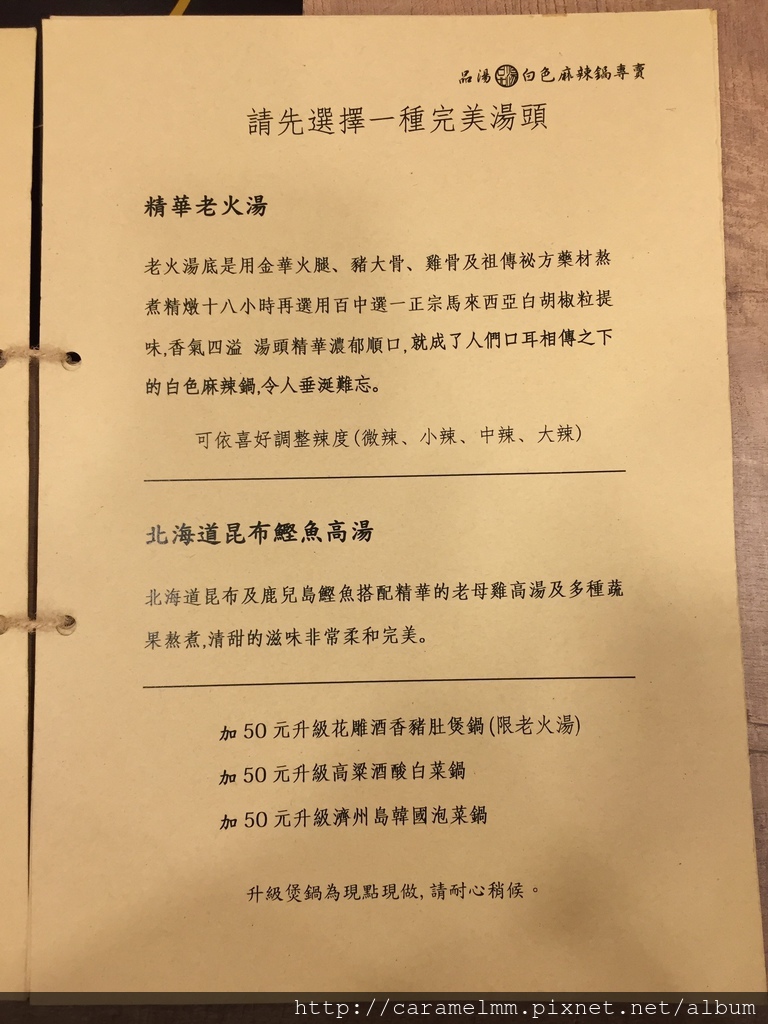 品湯 品湯 白色麻辣鍋專賣
請先選擇一種完美湯頭
精華老火湯
老火湯底是用金華火腿、豬大骨、雞骨及祖傳祕方藥材熬
煮精燉十八小時再選用百中選一正宗馬來西亞白胡椒粒提
味,香氣四溢 湯頭精華濃郁順口,就成了人們口耳相傳之下
的白色麻辣鍋,令人垂涎難忘。
可依喜好調整辣度(微辣、小辣、中辣、大辣)
北海道昆布鰹魚高湯
北海道昆布及鹿兒島鰹魚搭配精華的老母雞高湯及多種蔬
果熬煮,清甜的滋味非常柔和完美。
加 50 元升級花雕酒香豬肚煲鍋(限老火湯)
加 50 元升級高粱酒酸白菜鍋
加 50 元升級濟州島韓國泡菜鍋
升級煲鍋為現點現做,請耐心稍候。
http://caramelmm.pixnet.net/album